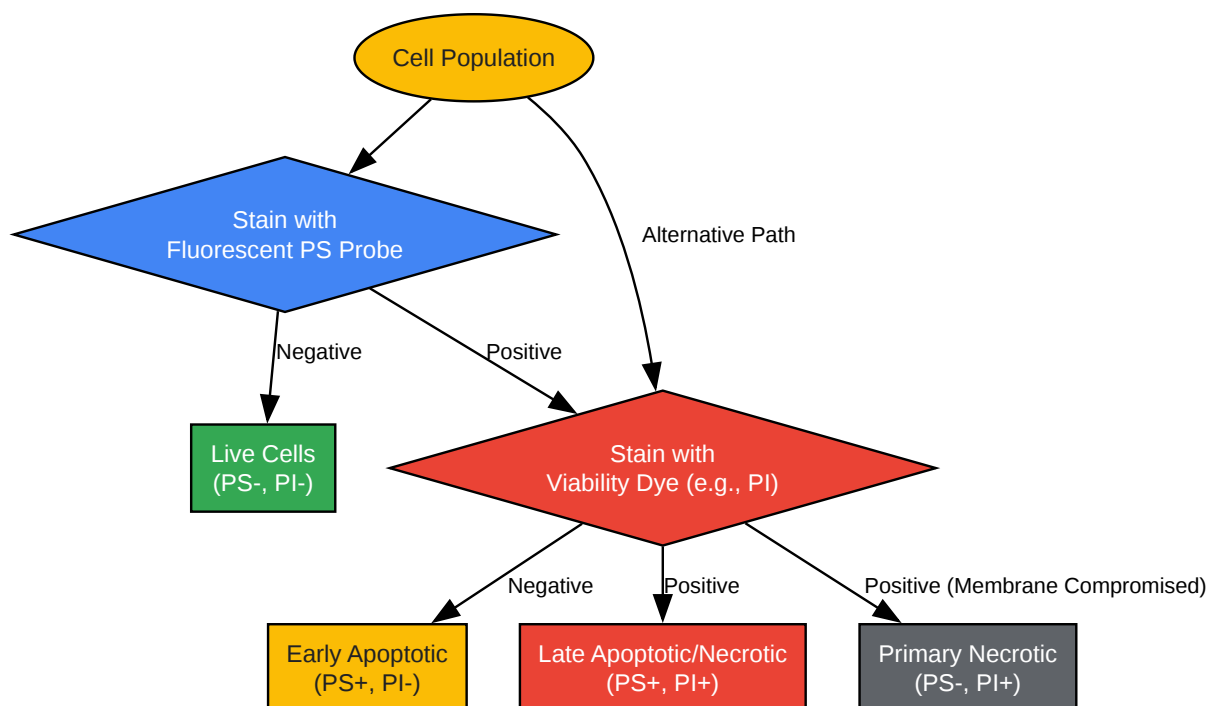 Cell Population
Stain with
Fluorescent PS Probe
Alternative Path
Negative
Positive
Live Cells
(PS-, PI-)
Stain with
Viability Dye (e.g., PI)
Negative
Positive
Positive (Membrane Compromised)
Early Apoptotic
(PS+, PI-)
Late Apoptotic/Necrotic
(PS+, PI+)
Primary Necrotic
(PS-, PI+)